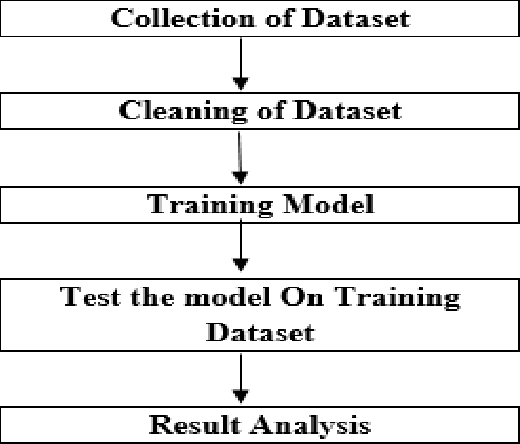 Collection of Dataset
Cleaning of Dataset
Training Model
Test the model On Training
Dataset
Result Analysis